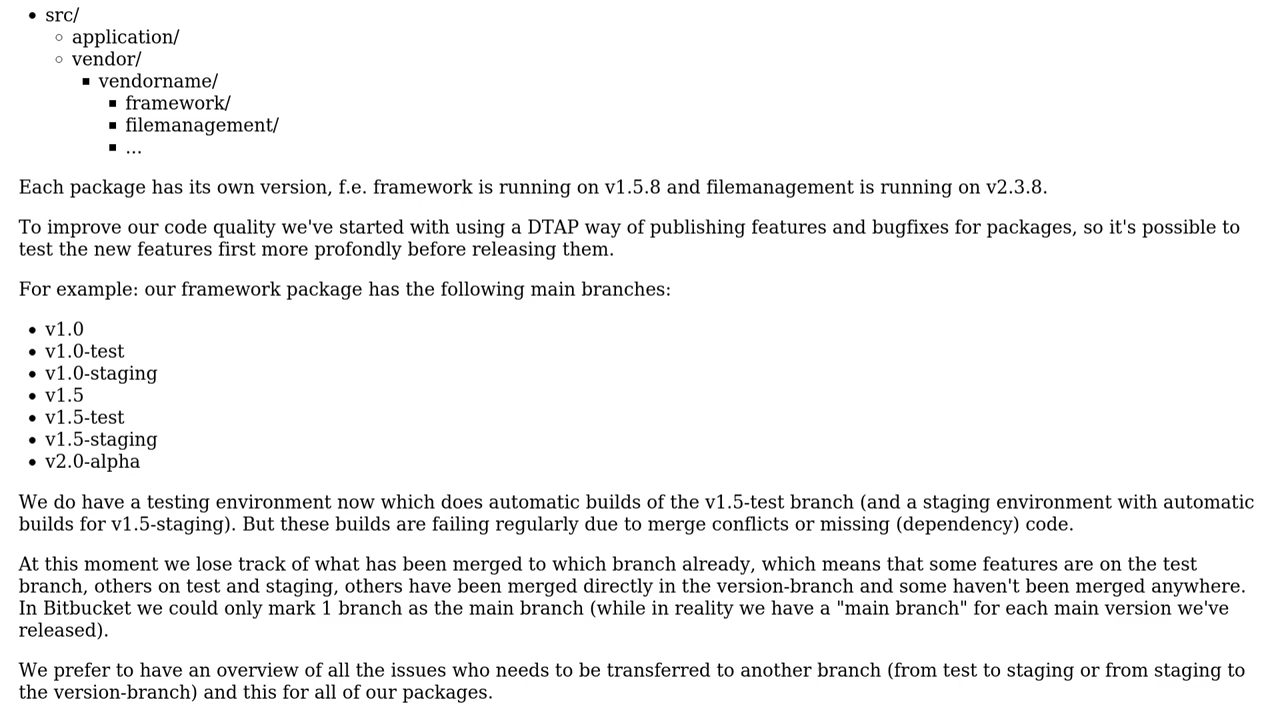 src/
application/
vendor/
vendorname/
framework/
filemanagement/
...
Each package has its own version, f.e. framework is running on v1.5.8 and filemanagement is running on v2.3.8.
To improve our code quality we've started with using a DTAP way of publishing features and bugfixes for packages, so it's possible to
test the new features first more profondly before releasing them.
For example: our framework package has the following main branches:
v1.0
v1.0-test
v1.0-staging
v1.5
v1.5-test
v1.5-staging
v2.0-alpha
We do have a testing environment now which does automatic builds of the v1.5-test branch (and a staging environment with automatic
builds for v1.5-staging). But these builds are failing regularly due to merge conflicts or missing (dependency) code.
At this moment we lose track of what has been merged to which branch already, which means that some features are on the test
branch, others on test and staging, others have been merged directly in the version-branch and some haven't been merged anywhere.
In Bitbucket we could only mark 1 branch as the main branch (while in reality we have a "main branch" for each main version we've
released).
We prefer to have an overview of all the issues who needs to be transferred to another branch (from test to staging or from staging to
the version-branch) and this for all of our packages.